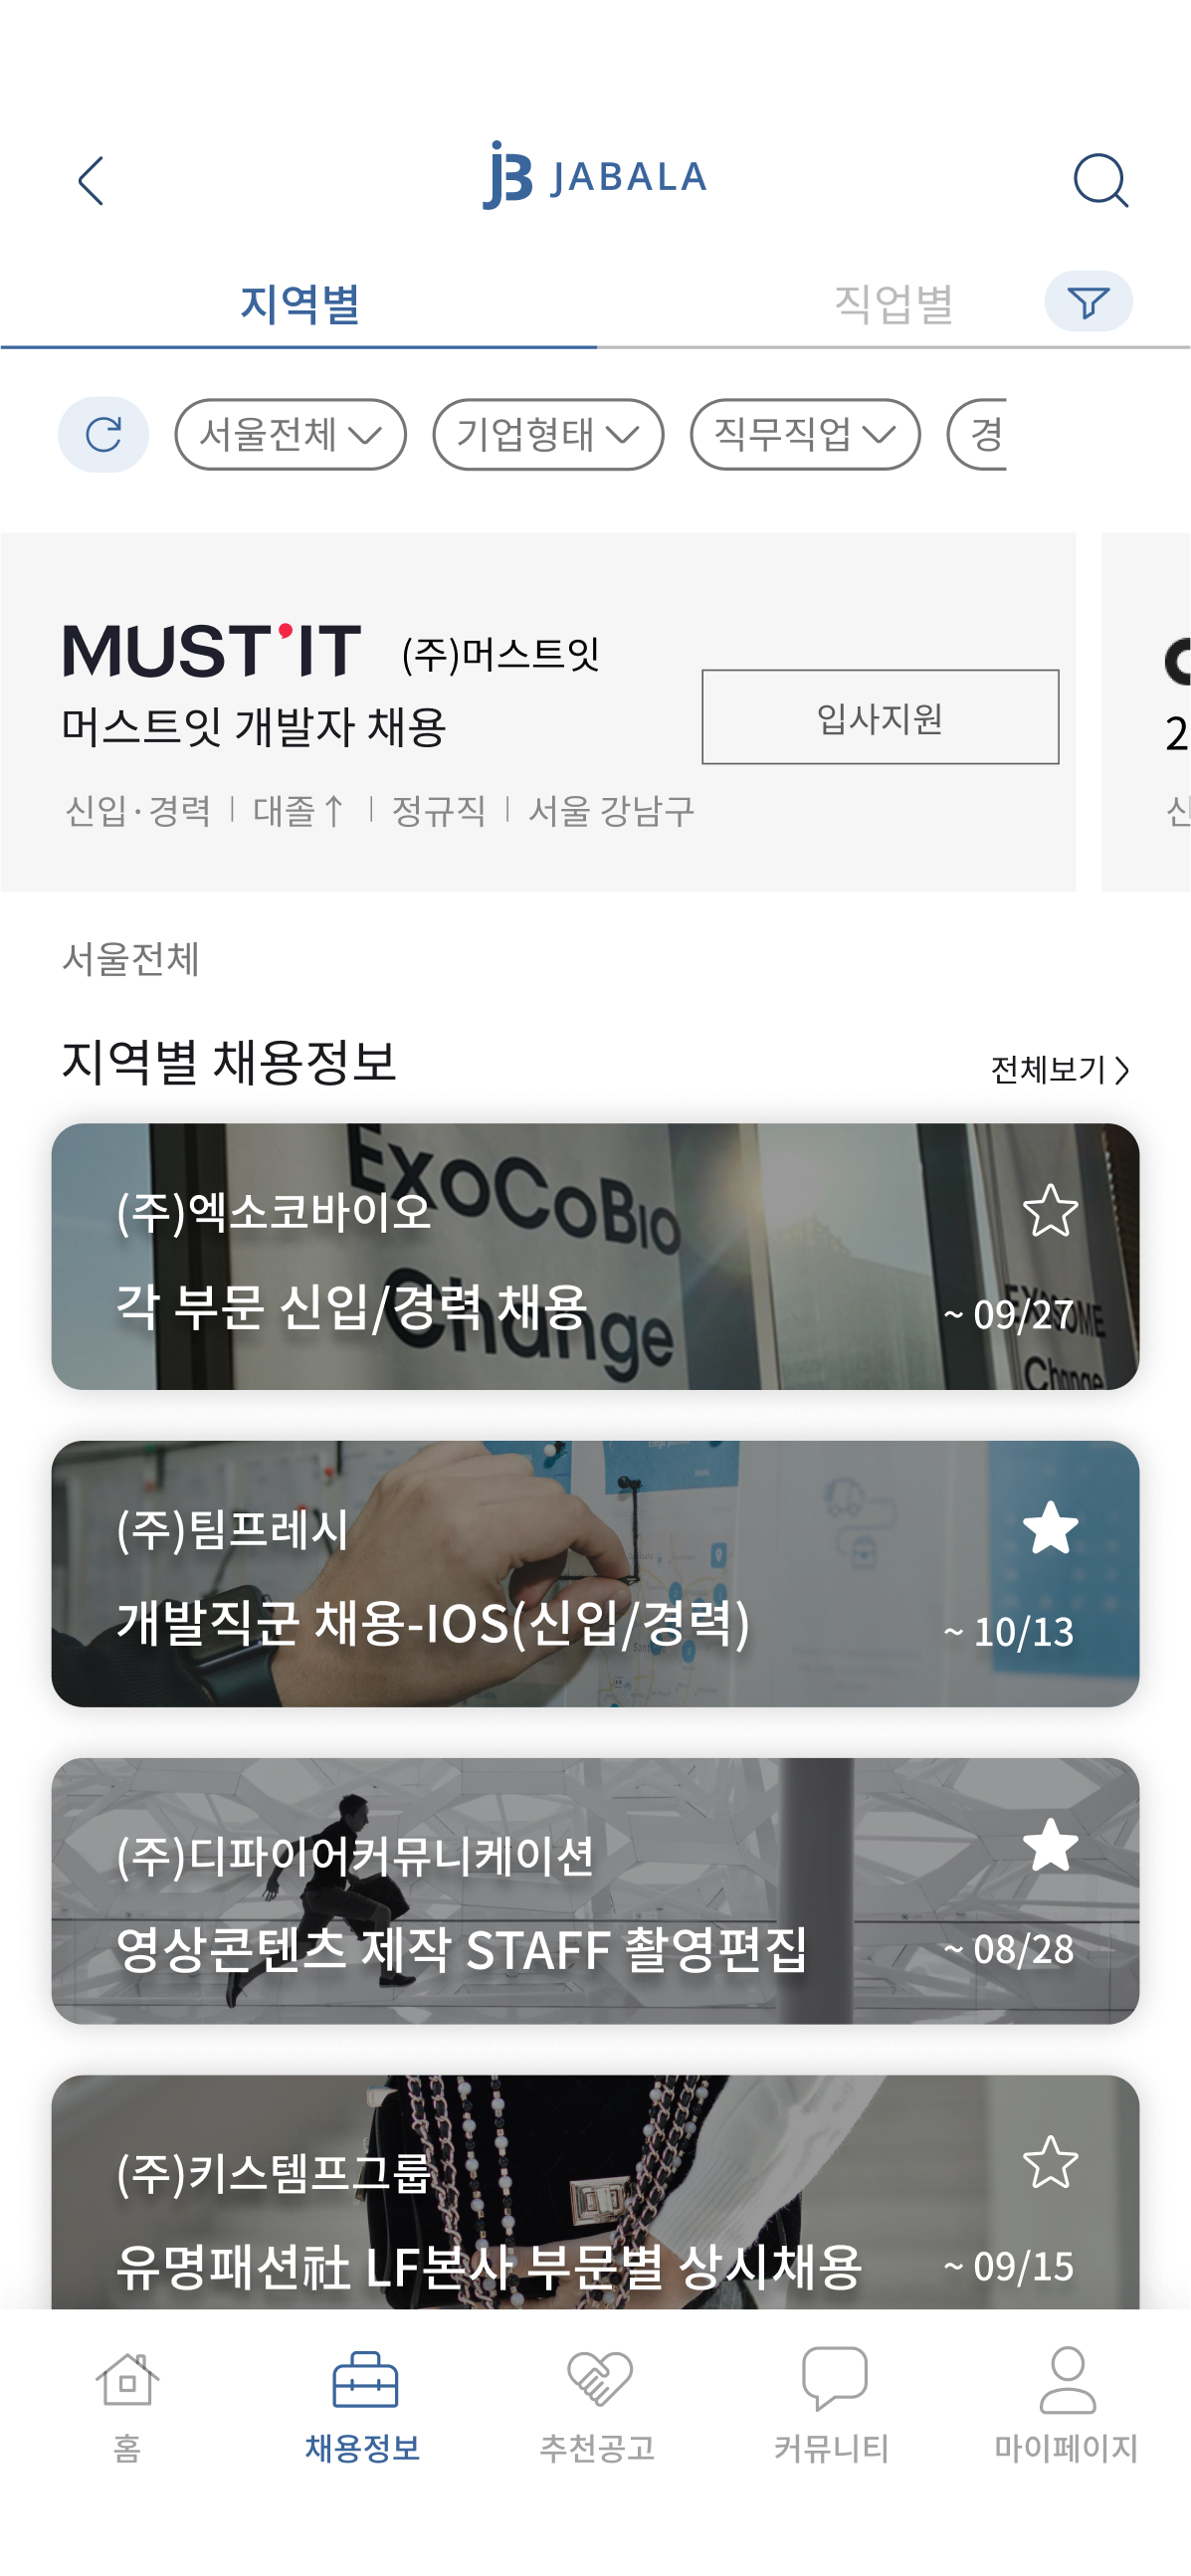 JB JABALA
지역별
직업별
서울전체
기업형태
직무직업
경
MUST'IT (주)머스트잇
머스트잇 개발자 채용
입사지원
신입·경력 | 대졸↑ | 정규직 | 서울 강남구
2
신
서울전체
지역별 채용정보
전체보기 >
ExoCoBio
Change
(주)엑소코바이오
각 부문 신입/경력 채용
~ 09/27
EXOSOME
Change
(주)팀프레시
개발직군 채용-IOS(신입/경력)
~ 10/13
(주)디파이어커뮤니케이션
영상콘텐츠 제작 STAFF 촬영편집
~ 08/28
(주)키스템프그룹
유명패션社 LF본사 부문별 상시채용
~ 09/15
홈
채용정보
추천공고
커뮤니티
마이페이지